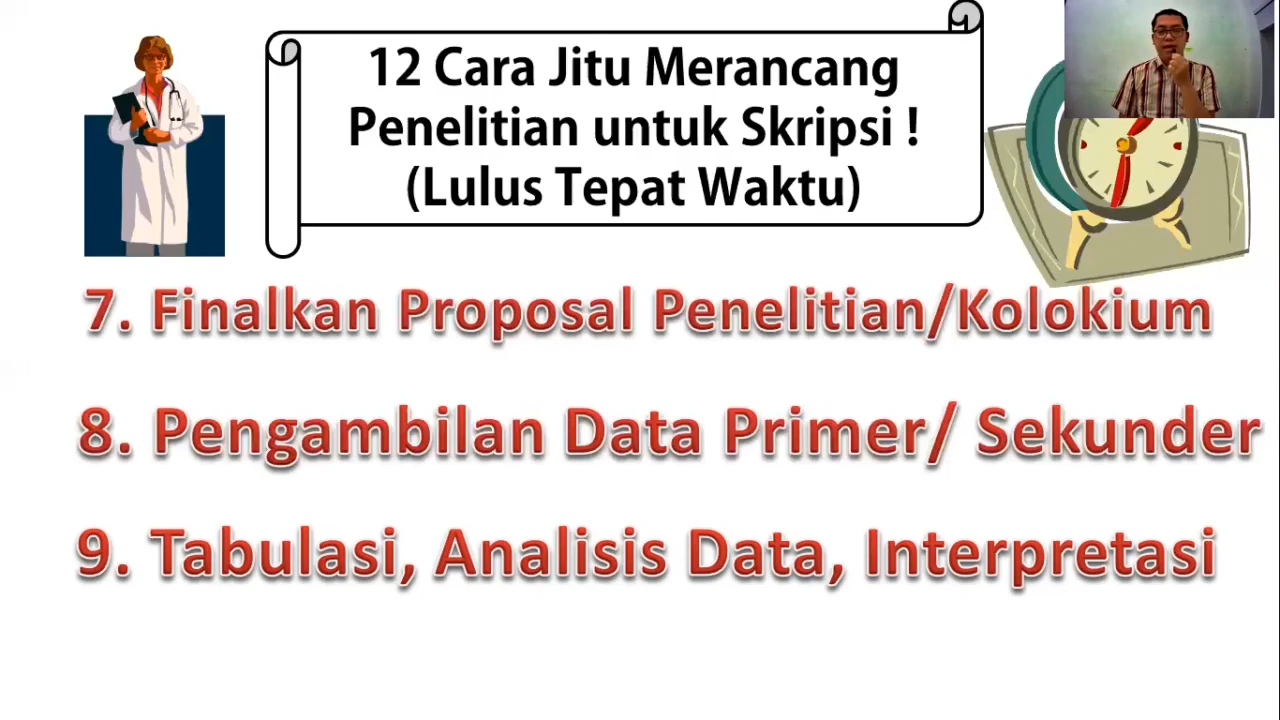 12 Cara Jitu Merancang
Penelitian untuk Skripsi !
(Lulus Tepat Waktu)
7. Finalkan Proposal Penelitian/Kolokium
8. Pengambilan Data Primer/ Sekunder
9. Tabulasi, Analisis Data, Interpretasi